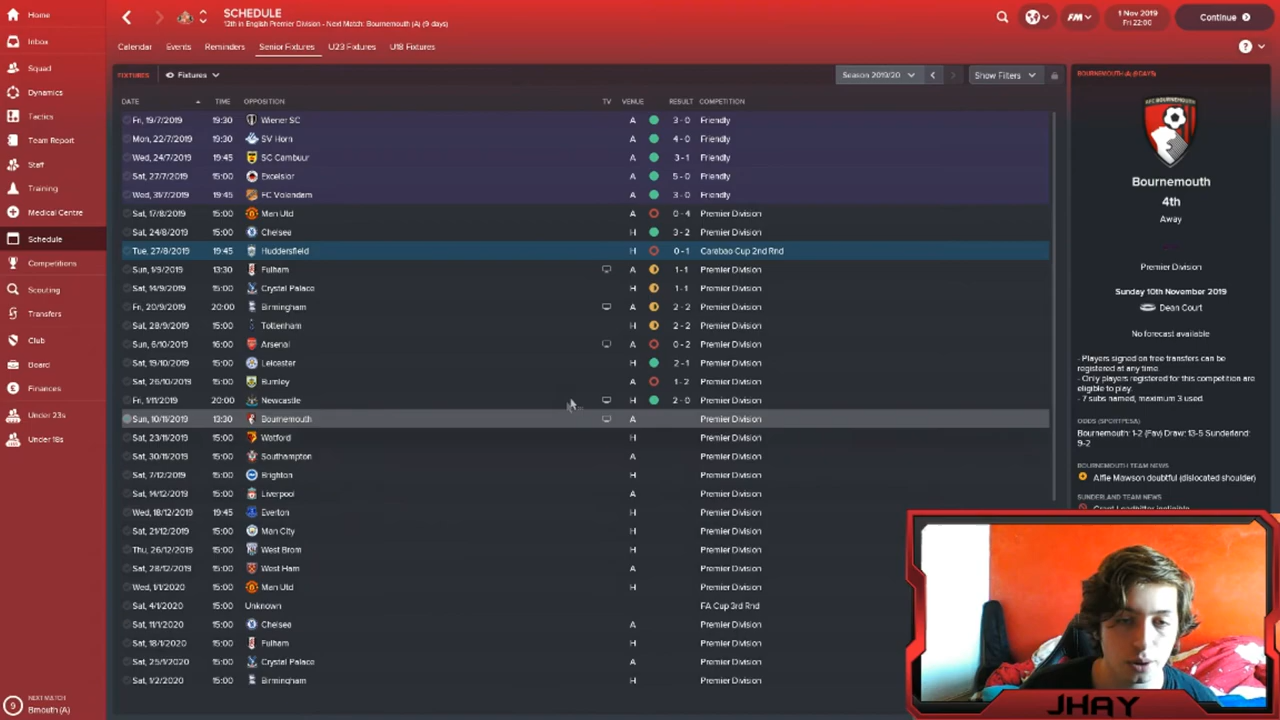 Home
Inbox
Squad
Dynamics
Tactics
Team Report
Staff
Training
Medical Centre
Schedule
Competitions
Scouting
Transfers
Club
Board
Finances
Under 23s
Under 18s
9 NEXT MATCH
Bmouth (A)
SCHEDULE
12th in English Premier Division - Next Match: Bournemouth (A) (9 days)
FM
1 Nov 2019
Fri 22:00
Continue
Calendar Events Reminders Senior Fixtures U23 Fixtures U18 Fixtures
?
FIXTURES Fixtures Season 2019/20 Show Filters
DATE TIME OPPOSITION TV VENUE RESULT COMPETITION
Fri, 19/7/2019 19:30 Wiener SC A 3 - 0 Friendly
Mon, 22/7/2019 19:30 SV Horn A 4 - 0 Friendly
Wed, 24/7/2019 19:45 SC Cambuur A 3 - 1 Friendly
Sat, 27/7/2019 15:00 Excelsior A 5 - 0 Friendly
Wed, 31/7/2019 19:45 FC Volendam A 3 - 0 Friendly
Sat, 17/8/2019 15:00 Man Utd A 0 - 4 Premier Division
Sat, 24/8/2019 15:00 Chelsea H 3 - 2 Premier Division
Tue, 27/8/2019 19:45 Huddersfield H 0 - 1 Carabao Cup 2nd Rnd
Sun, 1/9/2019 13:30 Fulham A 1 - 1 Premier Division
Sat, 14/9/2019 15:00 Crystal Palace H 1 - 1 Premier Division
Fri, 20/9/2019 20:00 Birmingham A 2 - 2 Premier Division
Sat, 28/9/2019 15:00 Tottenham H 2 - 2 Premier Division
Sun, 6/10/2019 16:00 Arsenal A 0 - 2 Premier Division
Sat, 19/10/2019 15:00 Leicester H 2 - 1 Premier Division
Sat, 26/10/2019 15:00 Burnley A 1 - 2 Premier Division
Fri, 1/11/2019 20:00 Newcastle H 2 - 0 Premier Division
Sun, 10/11/2019 13:30 Bournemouth A Premier Division
Sat, 23/11/2019 15:00 Watford H Premier Division
Sat, 30/11/2019 15:00 Southampton A Premier Division
Sat, 7/12/2019 15:00 Brighton H Premier Division
Sat, 14/12/2019 15:00 Liverpool A Premier Division
Wed, 18/12/2019 19:45 Everton H Premier Division
Sat, 21/12/2019 15:00 Man City H Premier Division
Thu, 26/12/2019 15:00 West Brom H Premier Division
Sat, 28/12/2019 15:00 West Ham A Premier Division
Wed, 1/1/2020 15:00 Man Utd H Premier Division
Sat, 4/1/2020 15:00 Unknown FA Cup 3rd Rnd
Sat, 11/1/2020 15:00 Chelsea A Premier Division
Sat, 18/1/2020 15:00 Fulham H Premier Division
Sat, 25/1/2020 15:00 Crystal Palace A Premier Division
Sat, 1/2/2020 15:00 Birmingham H Premier Division
BOURNEMOUTH (A) (9 DAYS)
AFC BOURNEMOUTH
Bournemouth
4th
Away
Premier Division
Sunday 10th November 2019
Dean Court
No forecast available
- Players signed on free transfers can be
registered at any time.
- Only players registered for this competition are
eligible to play.
- 7 subs named, maximum 3 used.
ODDS (SPORTPESA)
Bournemouth: 1-2 (Fav) Draw: 13-5 Sunderland:
9-2
BOURNEMOUTH TEAM NEWS
Alfie Mawson doubtful (dislocated shoulder)
SUNDERLAND TEAM NEWS
Grant Leadbitter ineligible
JHAY